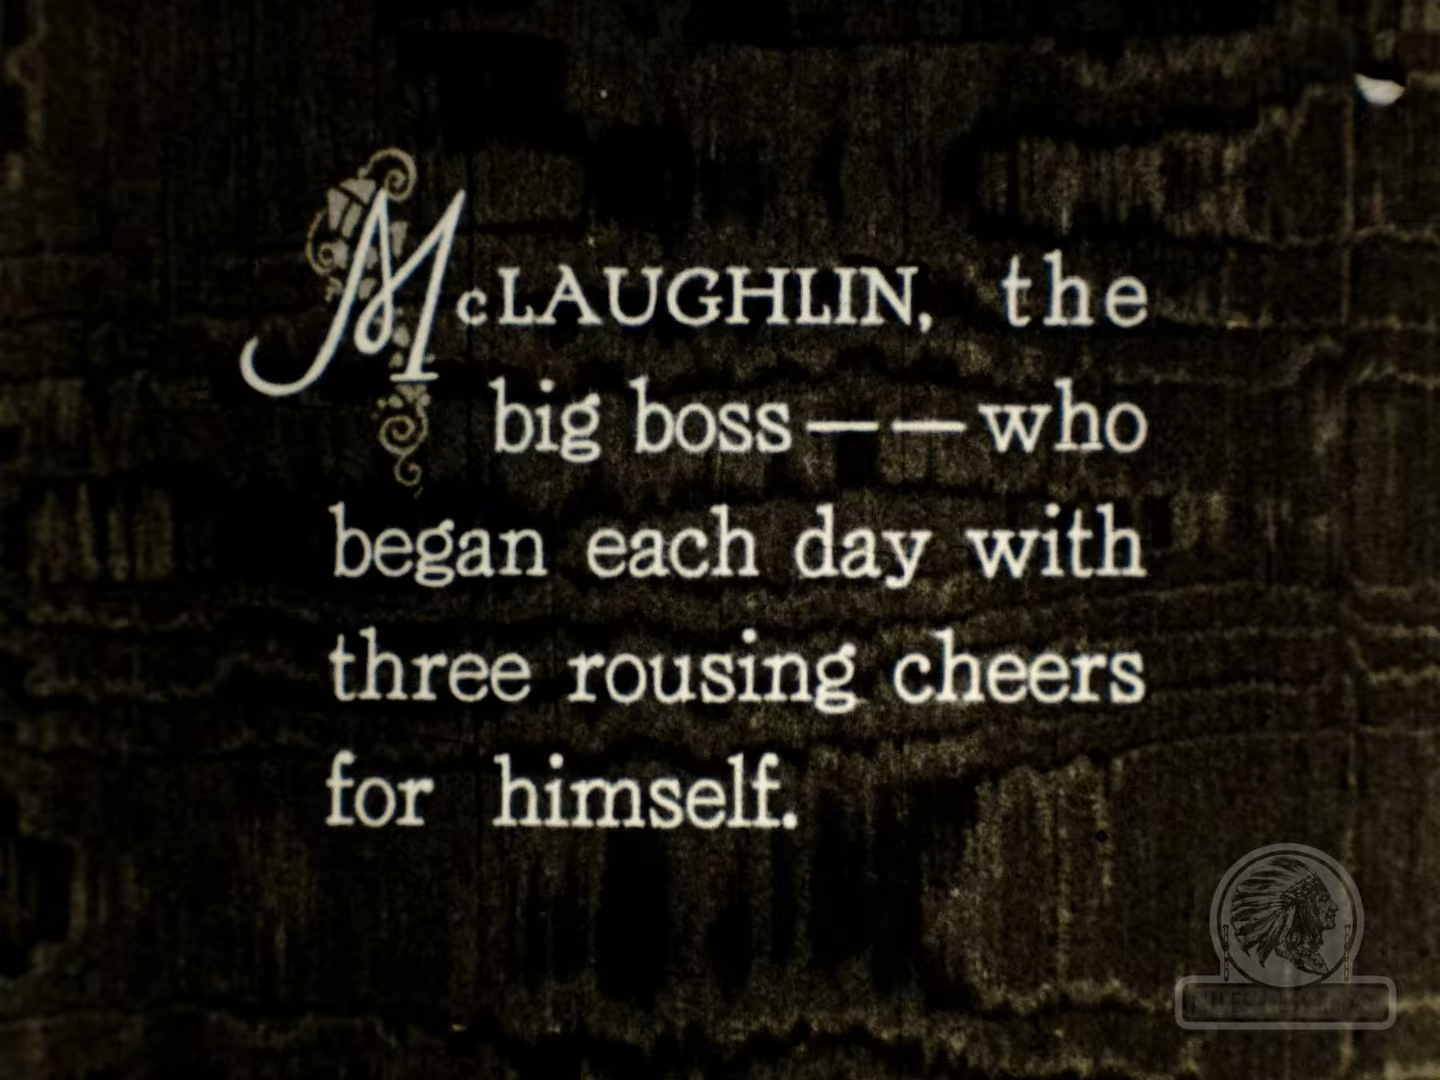 McLAUGHLIN, the
big boss — — who
began each day with
three rousing cheers
for himself.